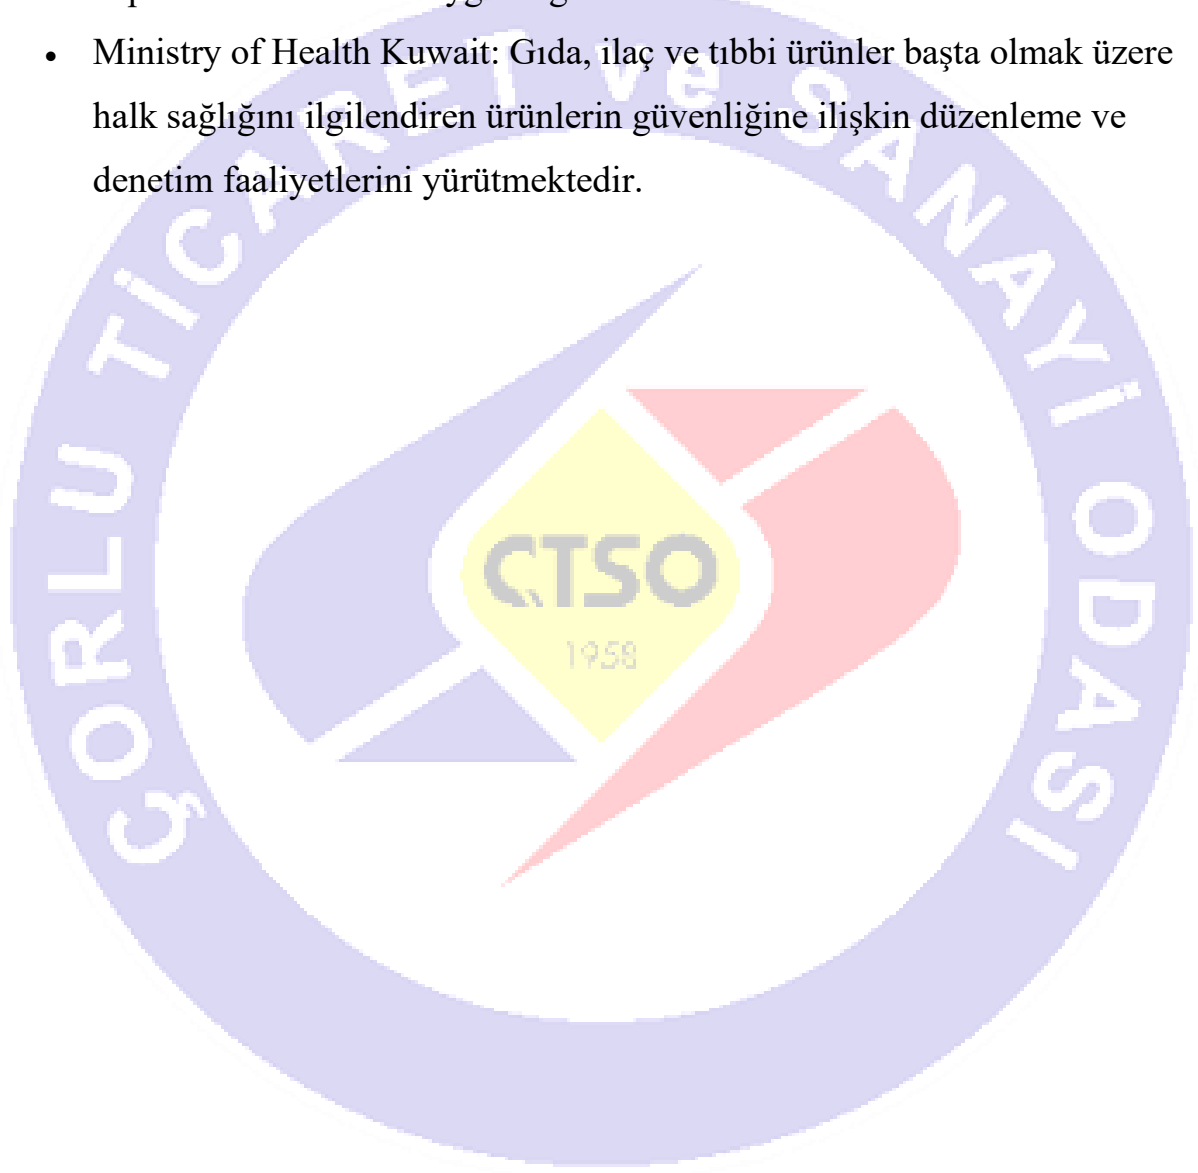 Ministry of Health Kuwait: Gıda, ilaç ve tıbbi ürünler başta olmak üzere
halk sağlığını ilgilendiren ürünlerin güvenliğine ilişkin düzenleme ve
denetim faaliyetlerini yürütmektedir.
ÇORLU TİCARET ve SANAYİ ODASI
ÇTSO
1958